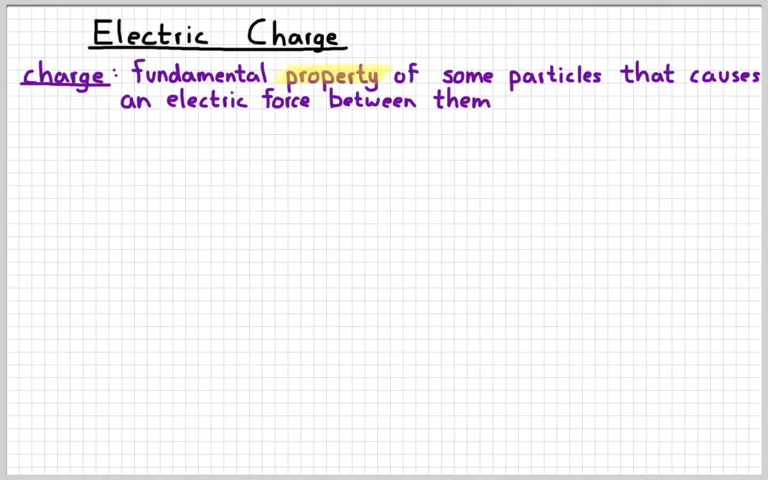 Electric Charge
charge: fundamental property of some particles that causes
an electric force between them